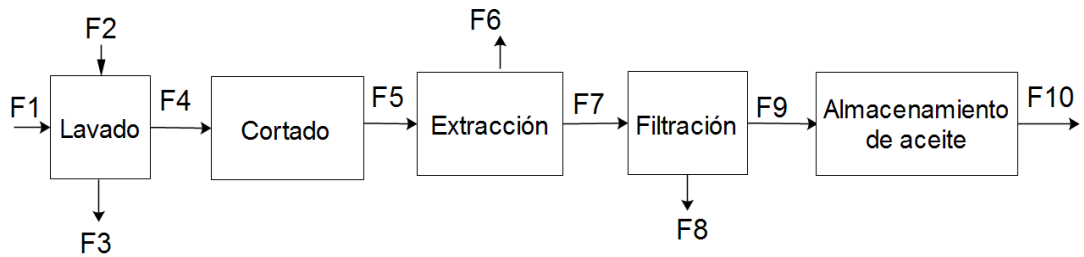 F1
F2
Lavado
F3
F4
Cortado
F5
F6
Extracción
F7
Filtración
F8
F9
Almacenamiento
de aceite
F10